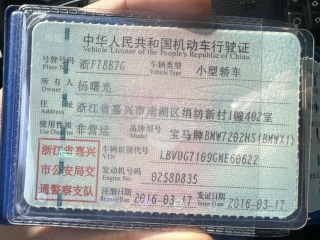 中华人民共和国机动车行驶证
Vehicle License of the People's Republic of China
号牌号码 Plate No. 浙F78B7G 车辆类型 Vehicle Type 小型轿车
所有人 Owner 杨曙光
住址 Address 浙江省嘉兴市南湖区绢纺新村1幢402室
使用性质 Use Character 非营运 品牌型号 Model 宝马牌BMW7202HS(BMWX1)
浙江省嘉兴市公安局交通警察支队
车辆识别代号 VIN LBVUG7109GME60622
发动机号码 Engine No. 0258D835
注册日期 Register Date 2016-03-17 发证日期 Issue Date 2016-03-17